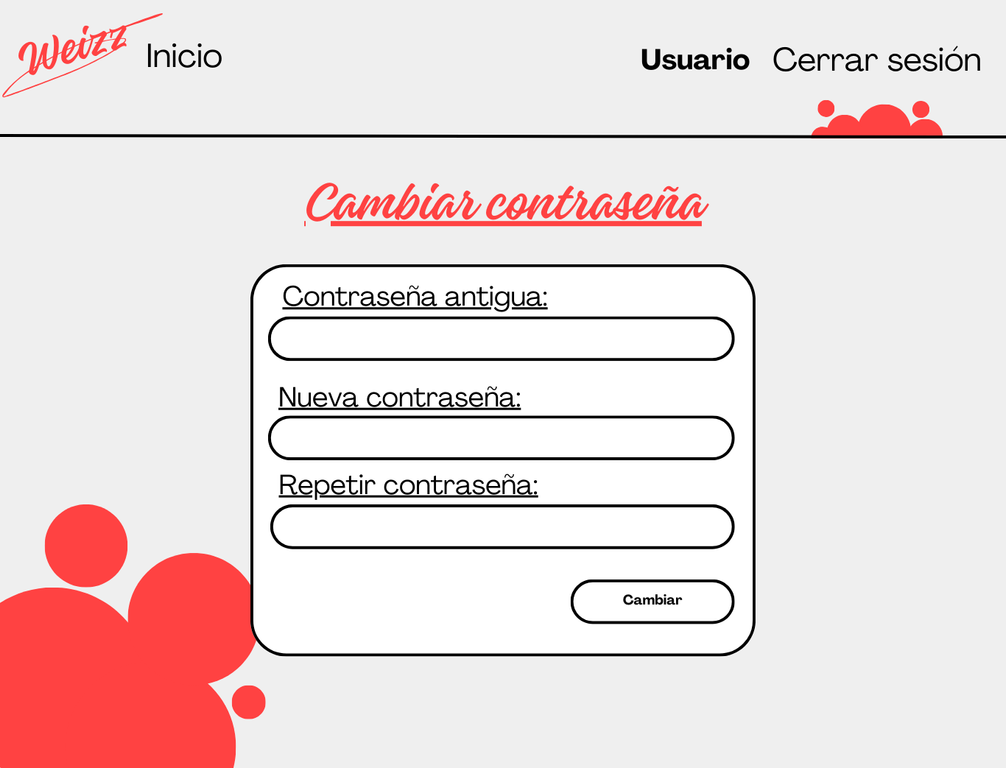 Weizz
Inicio
Usuario
Cerrar sesión
Cambiar contraseña
Contraseña antigua:
Nueva contraseña:
Repetir contraseña:
Cambiar